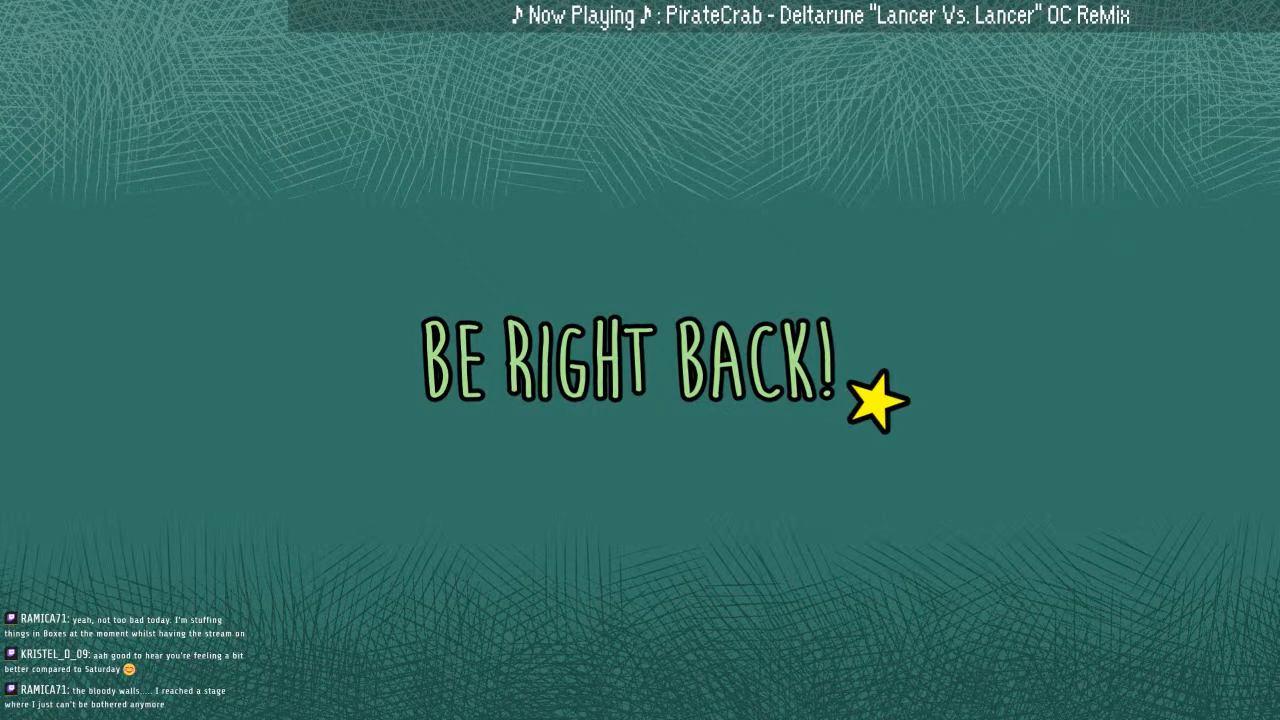 ♪ Now Playing ♪ : PirateCrab - Deltarune "Lancer Vs. Lancer" OC ReMix
BE RIGHT BACK!
RAMICA71: yeah, not too bad today. I'm stuffing
things in Boxes at the moment whilst having the stream on
KRISTEL_D_09: aah good to hear you're feeling a bit
better compared to Saturday 😊
RAMICA71: the bloody walls..... I reached a stage
where I just can't be bothered anymore